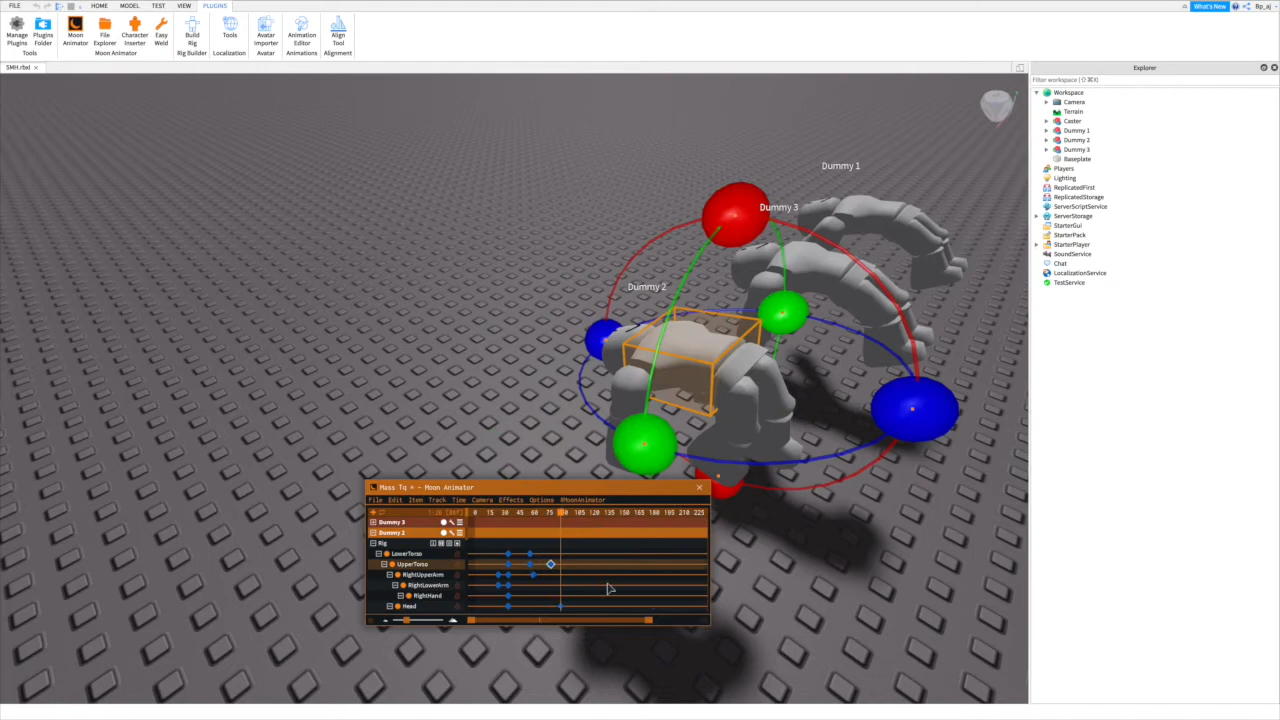 FILE HOME MODEL TEST VIEW PLUGINS What's New Bp_aj
Manage Plugins
Plugins Folder
Moon Animator
File Explorer
Character Inserter
Easy Weld
Build Rig
Tools
Avatar Importer
Animation Editor
Align Tool
Tools Moon Animator Rig Builder Localization Avatar Animations Alignment
SMH.rbxl ×
Explorer
Filter workspace (⇧⌘X)
Workspace
Camera
Terrain
Caster
Dummy 1
Dummy 2
Dummy 3
Baseplate
Players
Lighting
ReplicatedFirst
ReplicatedStorage
ServerScriptService
ServerStorage
StarterGui
StarterPack
StarterPlayer
SoundService
Chat
LocalizationService
TestService
Dummy 1
Dummy 3
Dummy 2
Mass Tq * - Moon Animator
File Edit Item Track Time Camera Effects Options @MoonAnimator
0 15 30 45 60 75 105 120 135 150 165 180 195 210 225
Dummy 3
Dummy 2
Rig
LowerTorso
UpperTorso
RightUpperArm
RightLowerArm
RightHand
Head